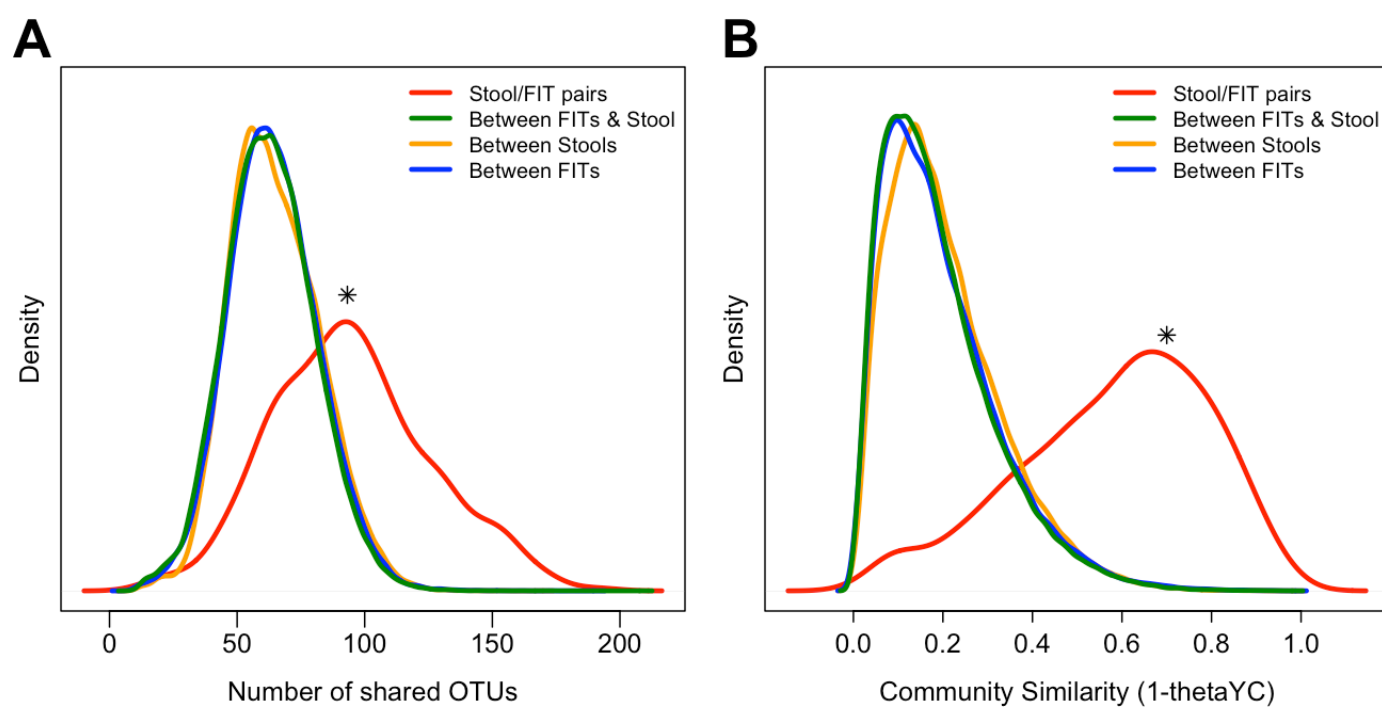 A
Stool/FIT pairs
Between FITs & Stool
Between Stools
Between FITs
*
Density
0 50 100 150 200
Number of shared OTUs
B
Stool/FIT pairs
Between FITs & Stool
Between Stools
Between FITs
*
Density
0.0 0.2 0.4 0.6 0.8 1.0
Community Similarity (1-thetaYC)